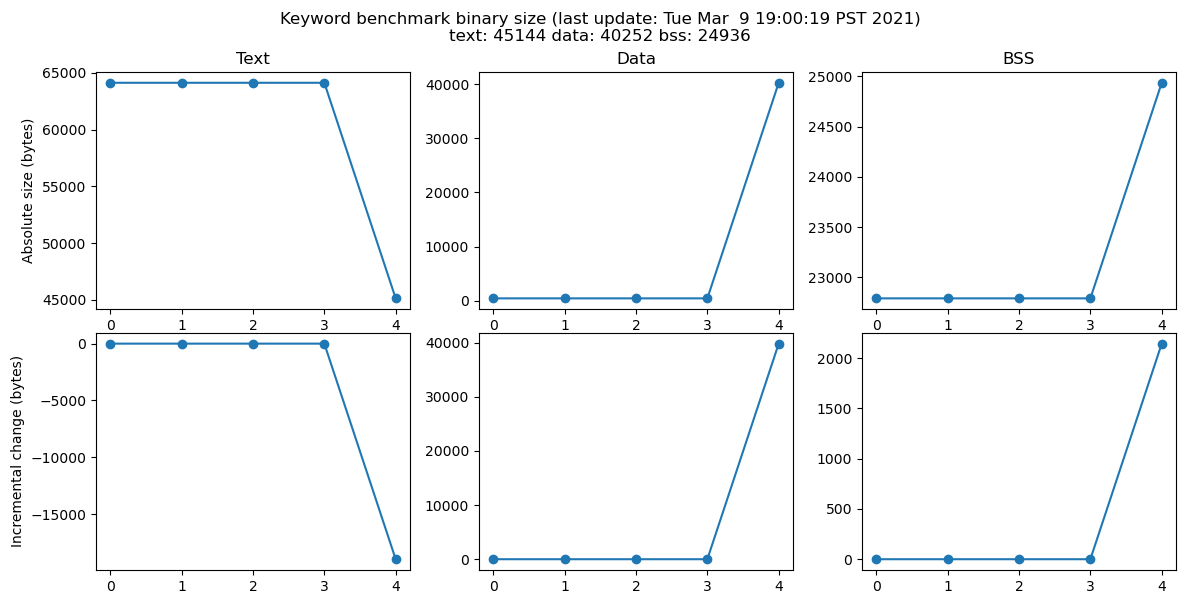 Keyword benchmark binary size (last update: Tue Mar  9 19:00:19 PST 2021)
text: 45144 data: 40252 bss: 24936
Text
Data
BSS
Absolute size (bytes)
65000
60000
55000
50000
45000
0 1 2 3 4
40000
30000
20000
10000
0
0 1 2 3 4
25000
24500
24000
23500
23000
0 1 2 3 4
Incremental change (bytes)
0
−5000
−10000
−15000
0 1 2 3 4
40000
30000
20000
10000
0
0 1 2 3 4
2000
1500
1000
500
0
0 1 2 3 4